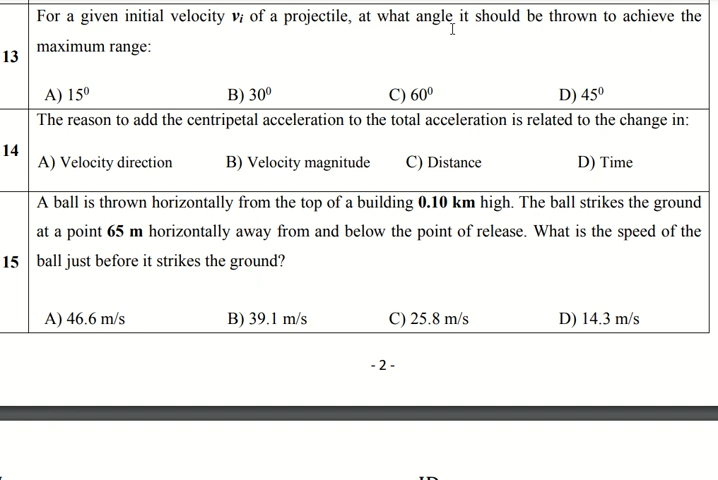 For a given initial velocity vᵢ of a projectile, at what angle it should be thrown to achieve the
13 maximum range:
A) 15⁰ B) 30⁰ C) 60⁰ D) 45⁰
The reason to add the centripetal acceleration to the total acceleration is related to the change in:
14
A) Velocity direction B) Velocity magnitude C) Distance D) Time
A ball is thrown horizontally from the top of a building 0.10 km high. The ball strikes the ground
at a point 65 m horizontally away from and below the point of release. What is the speed of the
15 ball just before it strikes the ground?
A) 46.6 m/s B) 39.1 m/s C) 25.8 m/s D) 14.3 m/s
- 2 -